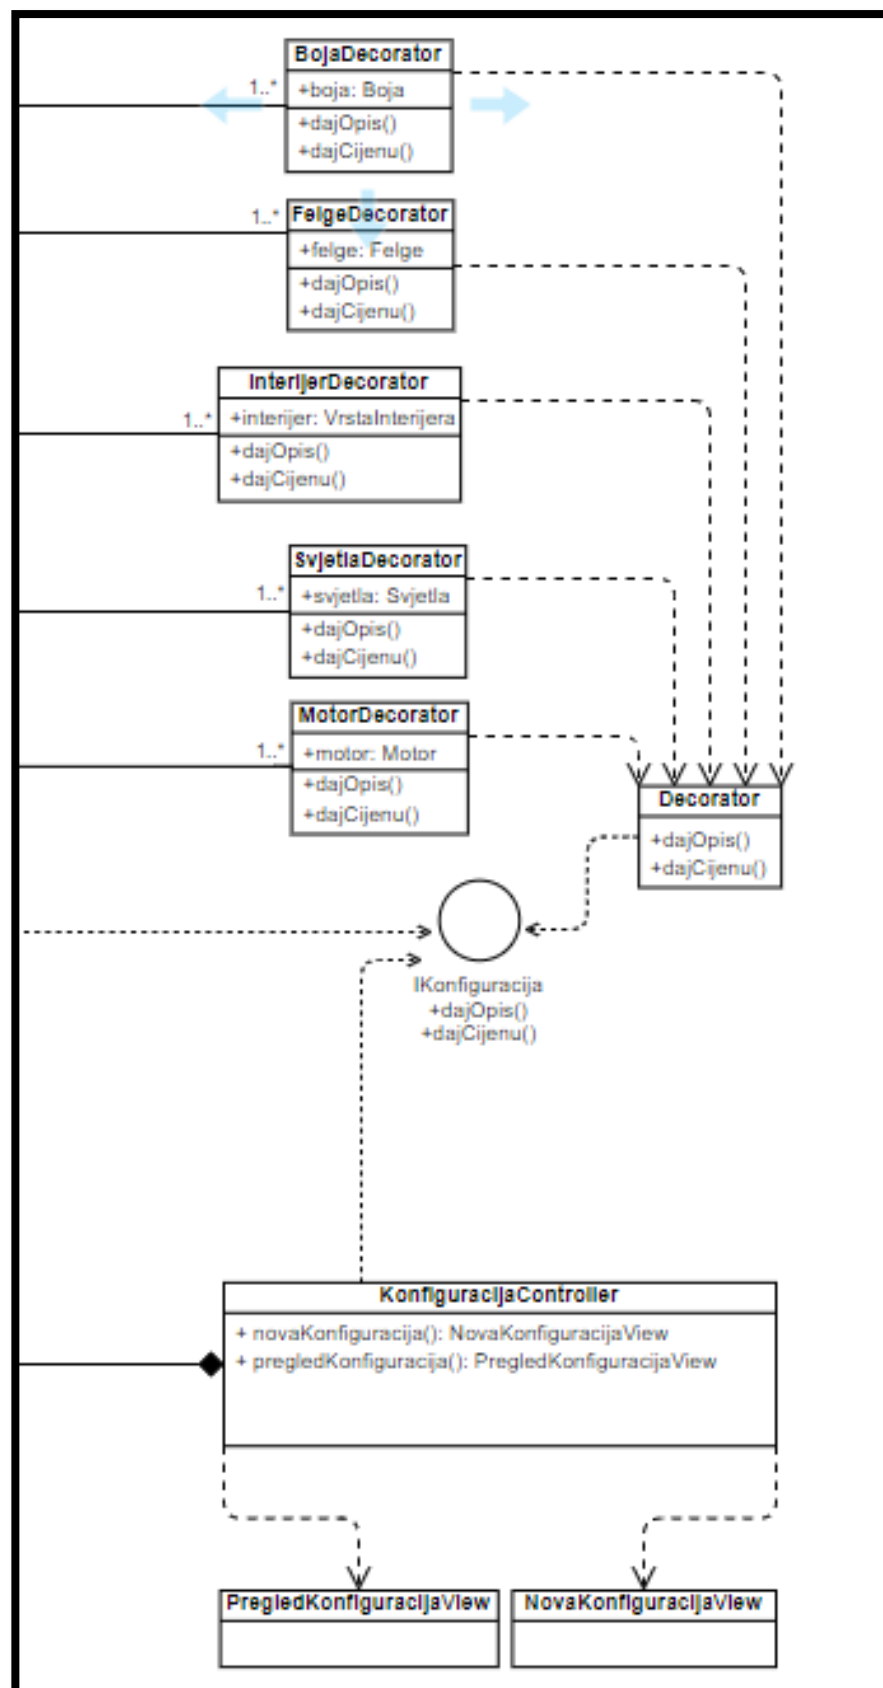 BojaDecorator
1..*
+boja: Boja
+dajOpis()
+dajCijenu()
1..*
FelgeDecorator
+felge: Felge
+dajOpis()
+dajCijenu()
InterijerDecorator
1..*
+interijer: VrstaInterijera
+dajOpis()
+dajCijenu()
SvjetlaDecorator
1..*
+svjetla: Svjetla
+dajOpis()
+dajCijenu()
MotorDecorator
1..*
+motor: Motor
+dajOpis()
+dajCijenu()
Decorator
+dajOpis()
+dajCijenu()
IKonfiguracija
+dajOpis()
+dajCijenu()
KonfiguracijaController
+ novaKonfiguracija(): NovaKonfiguracijaView
+ pregledKonfiguracija(): PregledKonfiguracijaView
PregledKonfiguracijaView
NovaKonfiguracijaView